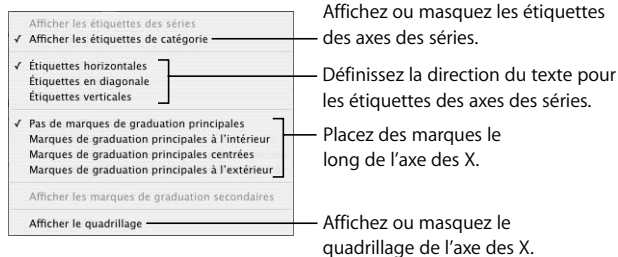 Afficher les étiquettes des séries
✓ Afficher les étiquettes de catégorie
✓ Étiquettes horizontales
Étiquettes en diagonale
Étiquettes verticales
✓ Pas de marques de graduation principales
Marques de graduation principales à l'intérieur
Marques de graduation principales centrées
Marques de graduation principales à l'extérieur
Afficher les marques de graduation secondaires
Afficher le quadrillage
Affichez ou masquez les étiquettes
des axes des séries.
Définissez la direction du texte pour
les étiquettes des axes des séries.
Placez des marques le
long de l'axe des X.
Affichez ou masquez le
quadrillage de l'axe des X.